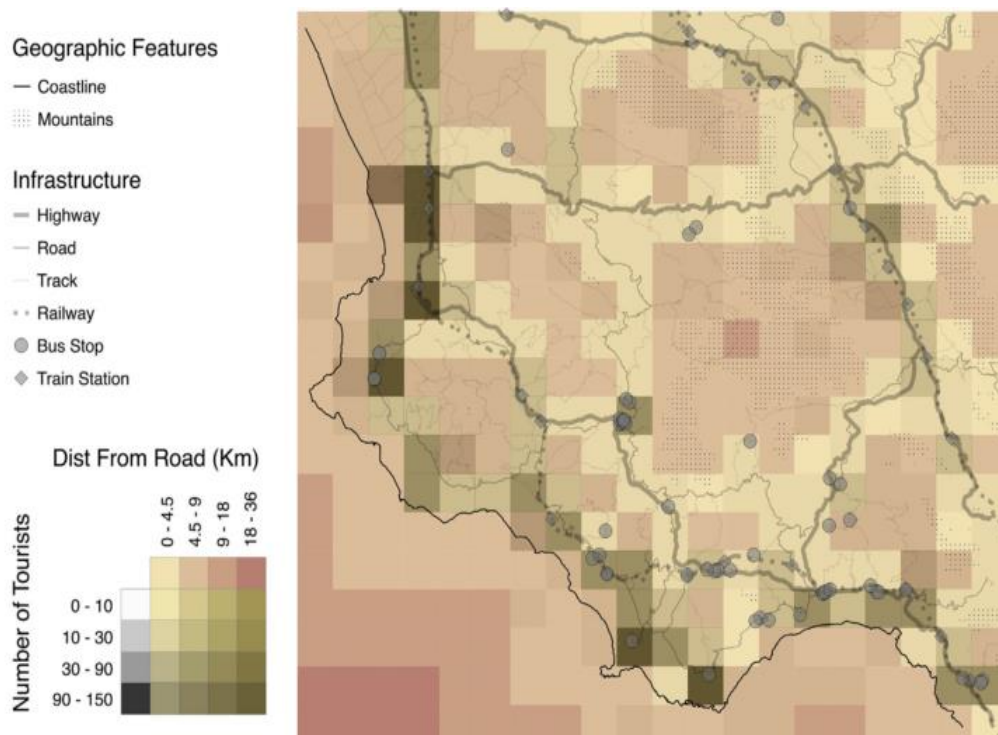 Geographic Features
Coastline
Mountains
Infrastructure
Highway
Road
Track
Railway
Bus Stop
Train Station
Dist From Road (Km)
0 - 4.5
4.5 - 9
9 - 18
18 - 36
Number of Tourists
0 - 10
10 - 30
30 - 90
90 - 150